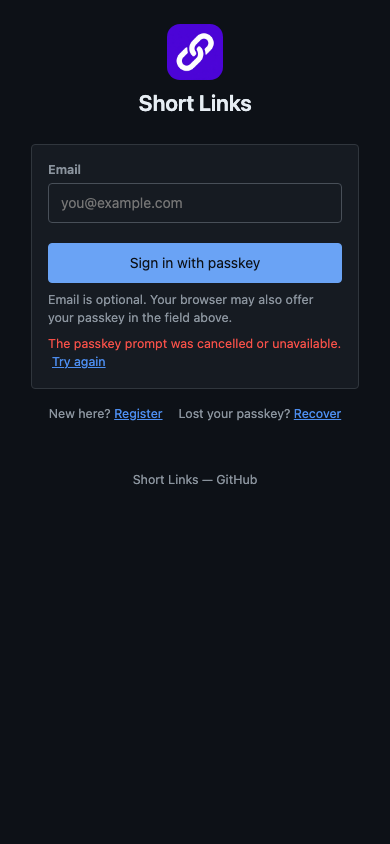 Short Links
Email
you@example.com
Sign in with passkey
Email is optional. Your browser may also offer
your passkey in the field above.
The passkey prompt was cancelled or unavailable.
Try again
New here? Register Lost your passkey? Recover
Short Links — GitHub